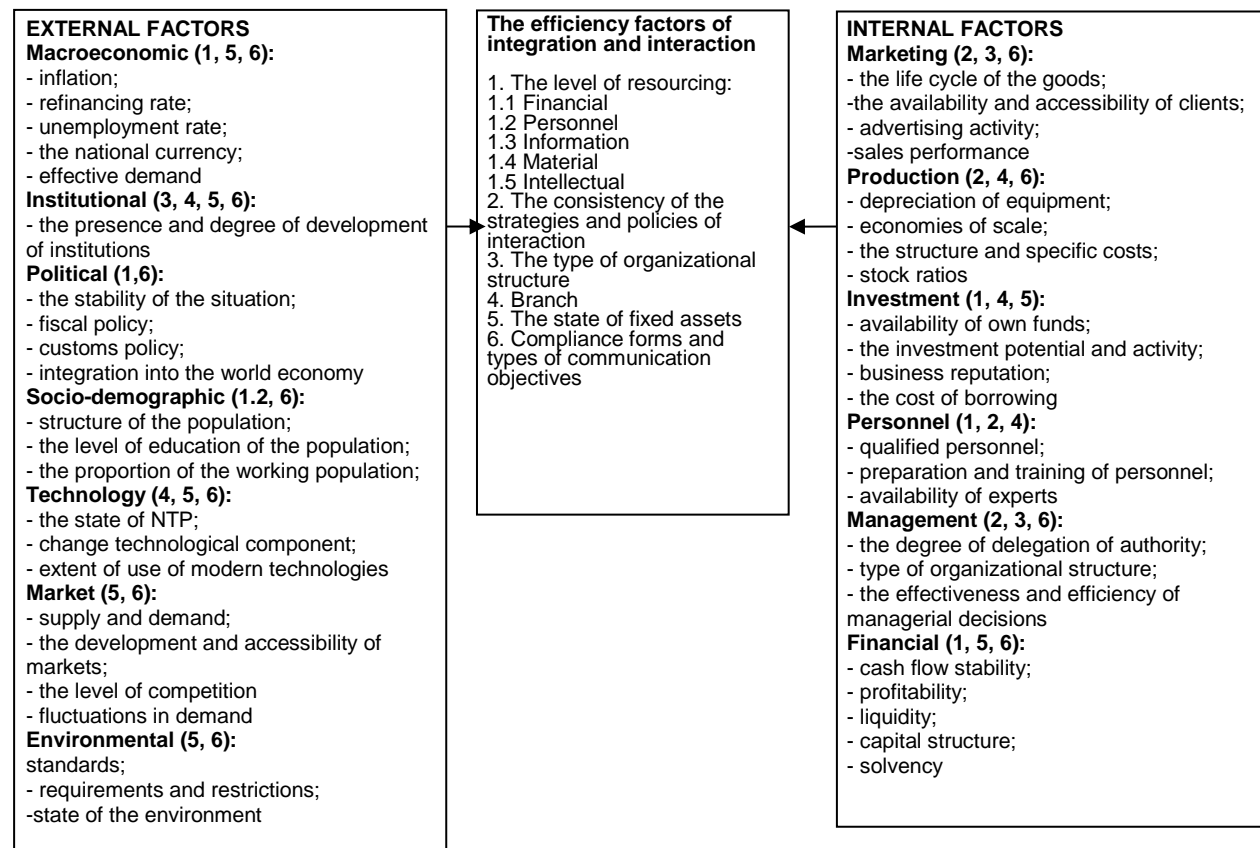 EXTERNAL FACTORS
Macroeconomic (1, 5, 6):
- inflation;
- refinancing rate;
- unemployment rate;
- the national currency;
- effective demand
Institutional (3, 4, 5, 6):
- the presence and degree of development
of institutions
Political (1,6):
- the stability of the situation;
- fiscal policy;
- customs policy;
- integration into the world economy
Socio-demographic (1.2, 6):
- structure of the population;
- the level of education of the population;
- the proportion of the working population;
Technology (4, 5, 6):
- the state of NTP;
- change technological component;
- extent of use of modern technologies
Market (5, 6):
- supply and demand;
- the development and accessibility of
markets;
- the level of competition
- fluctuations in demand
Environmental (5, 6):
standards;
- requirements and restrictions;
-state of the environment
The efficiency factors of
integration and interaction
1. The level of resourcing:
1.1 Financial
1.2 Personnel
1.3 Information
1.4 Material
1.5 Intellectual
2. The consistency of the
strategies and policies of
interaction
3. The type of organizational
structure
4. Branch
5. The state of fixed assets
6. Compliance forms and
types of communication
objectives
INTERNAL FACTORS
Marketing (2, 3, 6):
- the life cycle of the goods;
-the availability and accessibility of clients;
- advertising activity;
-sales performance
Production (2, 4, 6):
- depreciation of equipment;
- economies of scale;
- the structure and specific costs;
- stock ratios
Investment (1, 4, 5):
- availability of own funds;
- the investment potential and activity;
- business reputation;
- the cost of borrowing
Personnel (1, 2, 4):
- qualified personnel;
- preparation and training of personnel;
- availability of experts
Management (2, 3, 6):
- the degree of delegation of authority;
- type of organizational structure;
- the effectiveness and efficiency of
managerial decisions
Financial (1, 5, 6):
- cash flow stability;
- profitability;
- liquidity;
- capital structure;
- solvency